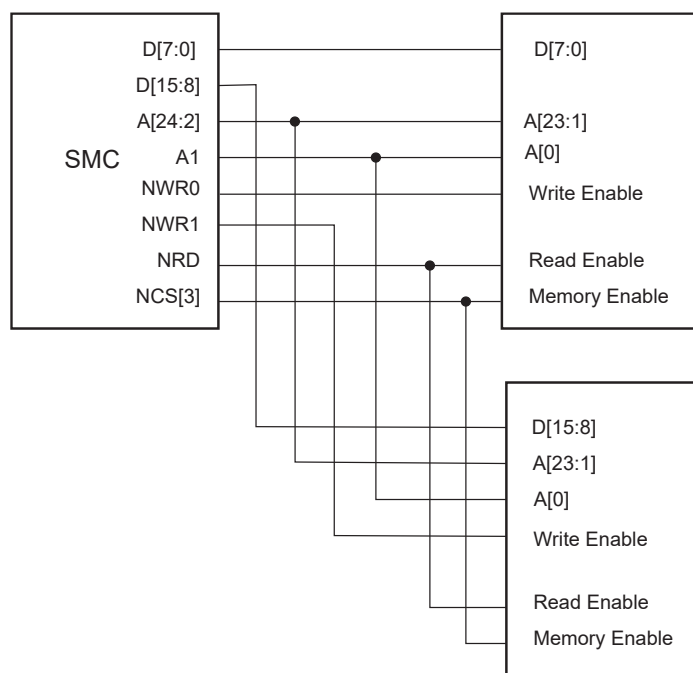 D[7:0]
D[15:8]
A[24:2]
SMC
A1
NWR0
NWR1
NRD
NCS[3]
D[7:0]
A[23:1]
A[0]
Write Enable
Read Enable
Memory Enable
D[15:8]
A[23:1]
A[0]
Write Enable
Read Enable
Memory Enable